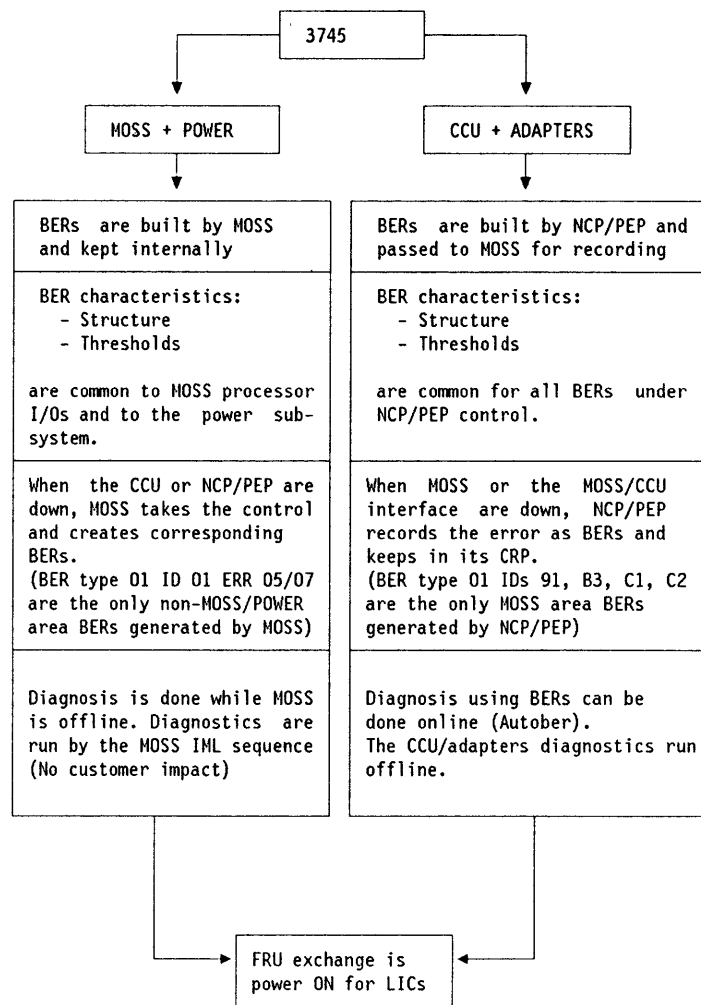 3745
MOSS + POWER
CCU + ADAPTERS
BERs are built by MOSS
and kept internally
BER characteristics:
- Structure
- Thresholds
are common to MOSS processor
I/Os and to the power sub-
system.
When the CCU or NCP/PEP are
down, MOSS takes the control
and creates corresponding
BERs.
(BER type 01 ID 01 ERR 05/07
are the only non-MOSS/POWER
area BERs generated by MOSS)
Diagnosis is done while MOSS
is offline. Diagnostics are
run by the MOSS IML sequence
(No customer impact)
BERs are built by NCP/PEP and
passed to MOSS for recording
BER characteristics:
- Structure
- Thresholds
are common for all BERs under
NCP/PEP control.
When MOSS or the MOSS/CCU
interface are down, NCP/PEP
records the error as BERs and
keeps in its CRP.
(BER type 01 IDs 91, B3, C1, C2
are the only MOSS area BERs
generated by NCP/PEP)
Diagnosis using BERs can be
done online (Autober).
The CCU/adapters diagnostics run
offline.
FRU exchange is
power ON for LICs